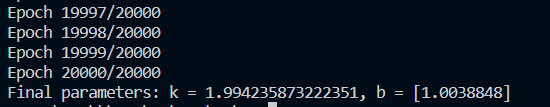 Epoch 19997/20000
Epoch 19998/20000
Epoch 19999/20000
Epoch 20000/20000
Final parameters: k = 1.994235873222351, b = [1.0038848]